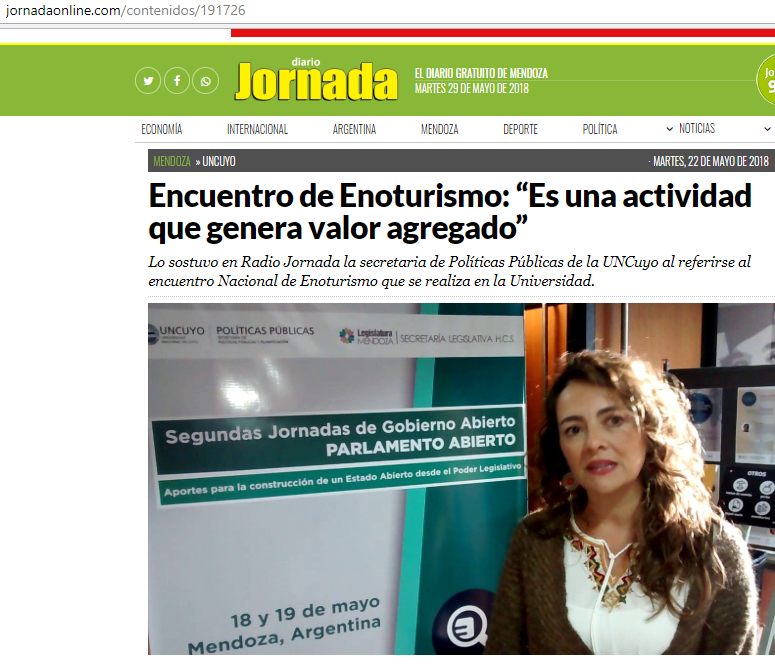 jornadaonline.com/contenidos/191726
diario
Jornada
EL DIARIO GRATUITO DE MENDOZA
MARTES 29 DE MAYO DE 2018
ECONOMÍA INTERNACIONAL ARGENTINA MENDOZA DEPORTE POLÍTICA NOTICIAS
MENDOZA » UNCUYO · MARTES, 22 DE MAYO DE 2018
Encuentro de Enoturismo: “Es una actividad
que genera valor agregado”
Lo sostuvo en Radio Jornada la secretaria de Políticas Públicas de la UNCuyo al referirse al
encuentro Nacional de Enoturismo que se realiza en la Universidad.
UNCUYO POLÍTICAS PÚBLICAS
Legislatura
MENDOZA SECRETARÍA LEGISLATIVA H.C.S.
Segundas Jornadas de Gobierno Abierto
PARLAMENTO ABIERTO
Aportes para la construcción de un Estado Abierto desde el Poder Legislativo
18 y 19 de mayo
Mendoza, Argentina
OTROS